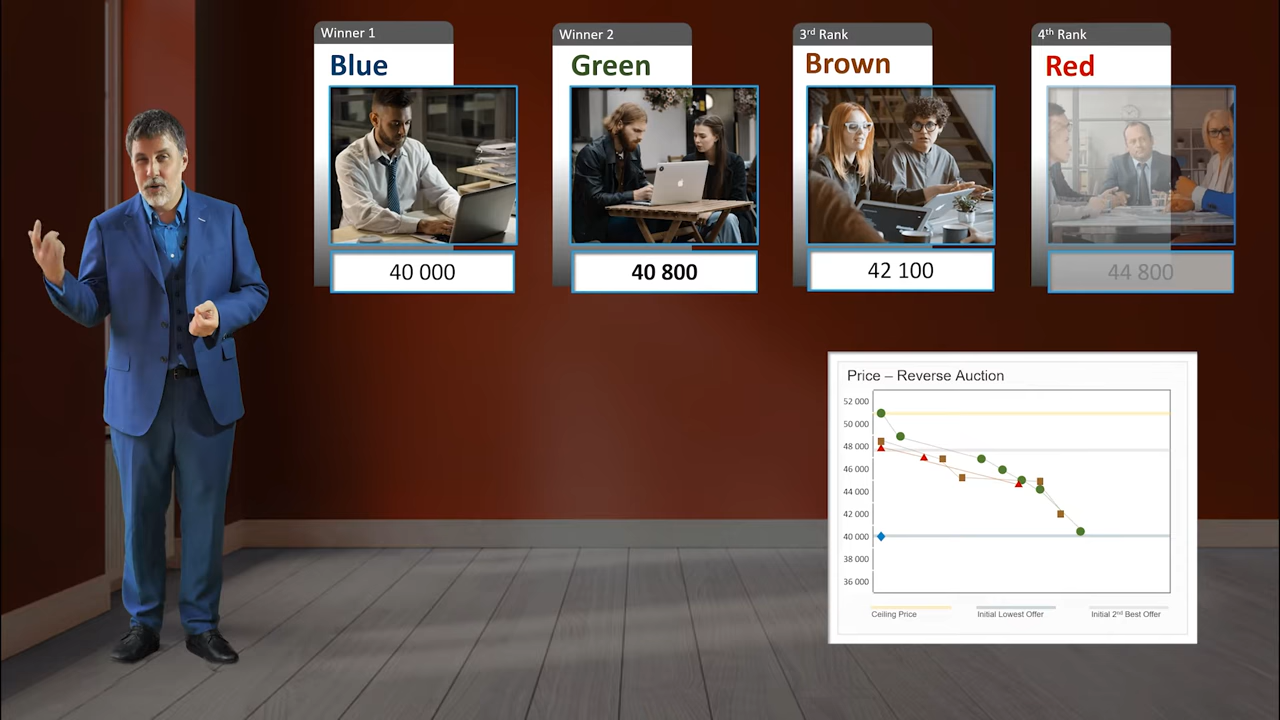 Winner 1
Blue
40 000
Winner 2
Green
40 800
3rd Rank
Brown
42 100
4th Rank
Red
44 800
Price – Reverse Auction
52 000
50 000
48 000
46 000
44 000
42 000
40 000
38 000
36 000
Ceiling Price
Initial Lowest Offer
Initial 2nd Best Offer